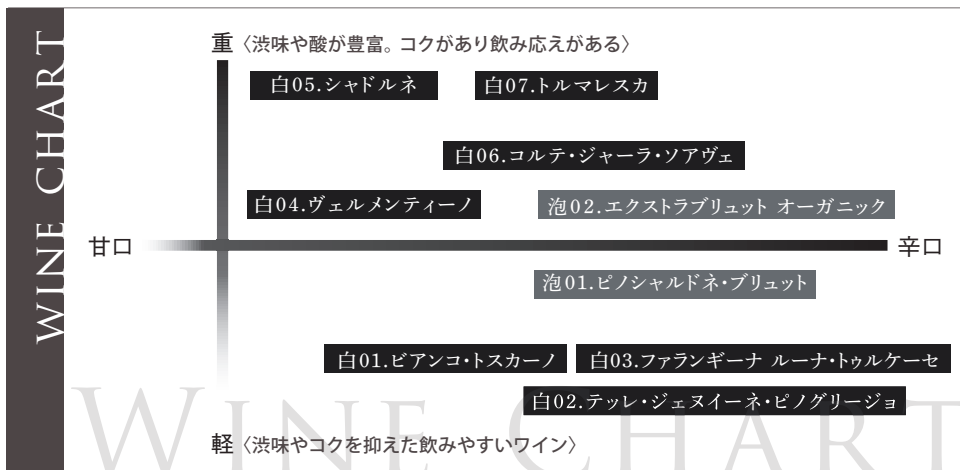 WINE CHART
重〈渋味や酸が豊富。コクがあり飲み応えがある〉
白05.シャドルネ
白07.トルマレスカ
白06.コルテ・ジャーラ・ソアヴェ
白04.ヴェルメンティーノ
泡02.エクストラブリュット オーガニック
甘口
辛口
泡01.ピノシャルドネ・ブリュット
白01.ビアンコ・トスカーノ
白03.ファランギーナ ルーナ・トゥルケーセ
白02.テッレ・ジェヌイーネ・ピノグリージョ
WINE CHART
軽〈渋味やコクを抑えた飲みやすいワイン〉